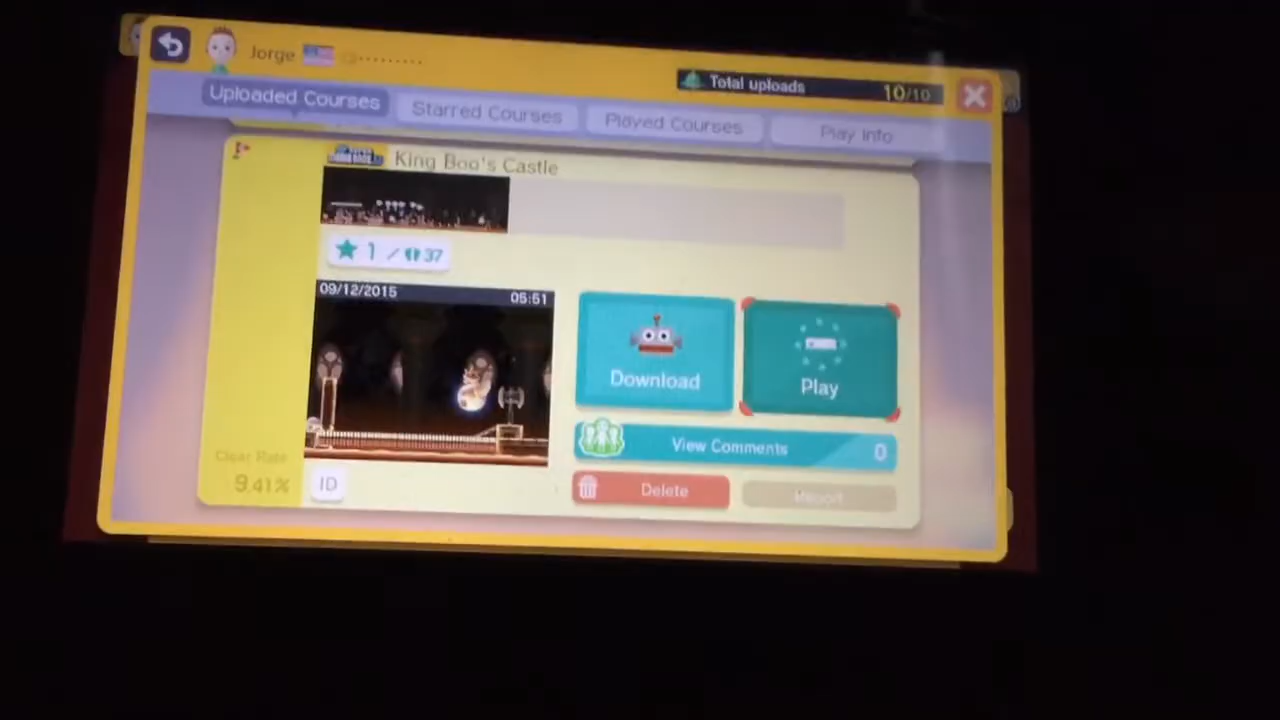 Jorge
Total uploads 10/10
Uploaded Courses
Starred Courses
Played Courses
Play Info
King Boo's Castle
1 / 37
09/12/2015 05:51
Download
Play
View Comments 0
Clear Rate
9.41%
ID
Delete
Report